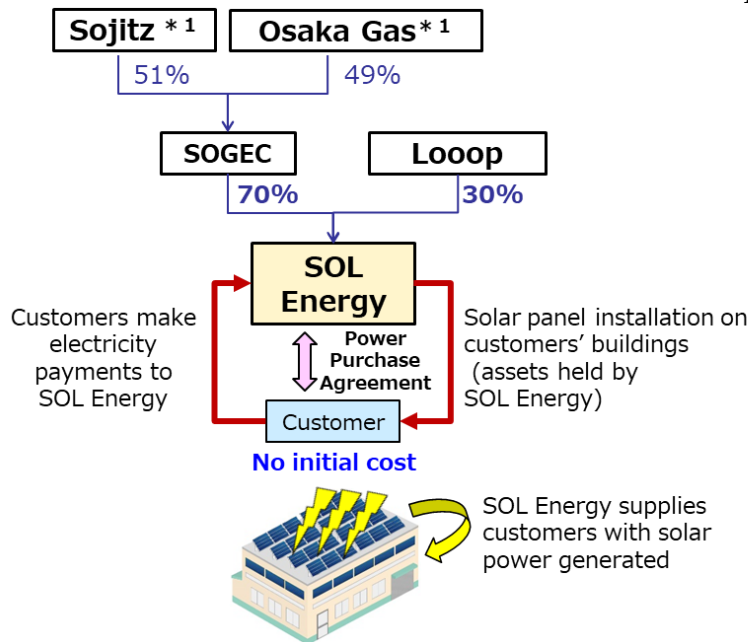 Sojitz *1
Osaka Gas*1
51%
49%
SOGEC
Looop
70%
30%
SOL
Energy
Customers make
electricity
payments to
SOL Energy
Power
Purchase
Agreement
Solar panel installation on
customers' buildings
(assets held by
SOL Energy)
Customer
No initial cost
SOL Energy supplies
customers with solar
power generated